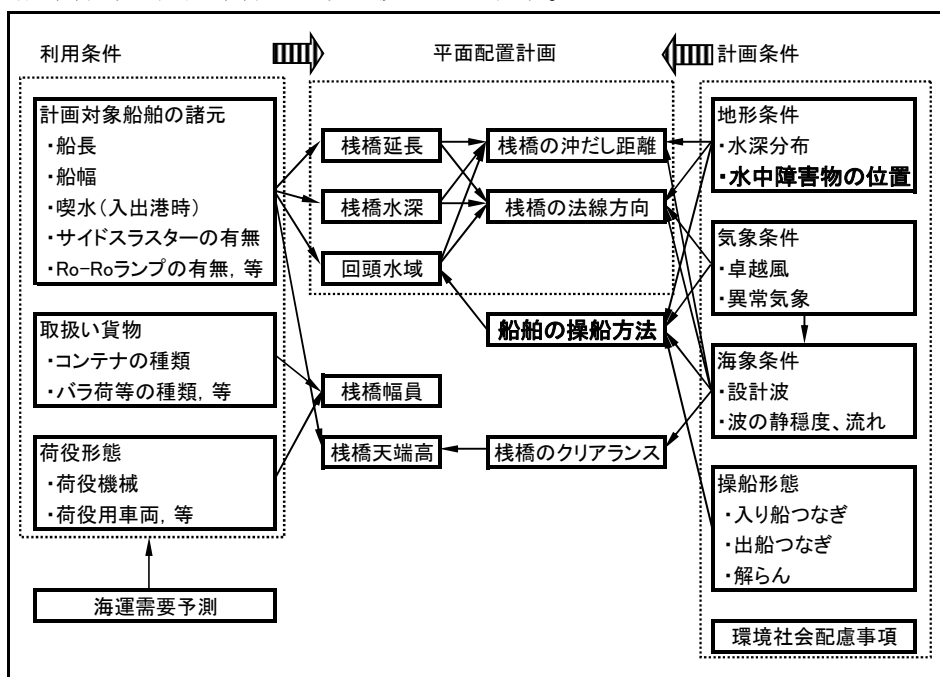 利用条件
平面配置計画
計画条件
計画対象船舶の諸元
・船長
・船幅
・喫水(入出港時)
・サイドスラスターの有無
・Ro-Roランプの有無, 等
取扱い貨物
・コンテナの種類
・バラ荷等の種類, 等
荷役形態
・荷役機械
・荷役用車両, 等
海運需要予測
桟橋延長
桟橋水深
回頭水域
桟橋の沖だし距離
桟橋の法線方向
船舶の操船方法
桟橋幅員
桟橋天端高
桟橋のクリアランス
地形条件
・水深分布
・水中障害物の位置
気象条件
・卓越風
・異常気象
海象条件
・設計波
・波の静穏度、流れ
操船形態
・入り船つなぎ
・出船つなぎ
・解らん
環境社会配慮事項